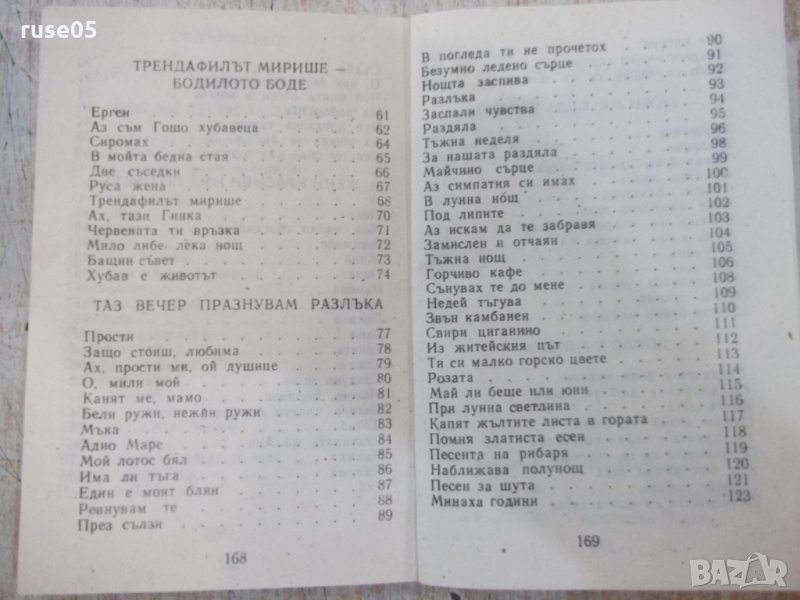 ruse05
ТРЕНДАФИЛЪТ МИРИШЕ —
БОДИЛОТО БОДЕ
Ерген 61
Аз съм Гошо хубавеца 62
Сиромах 64
В мойта бедна стая 65
Две съседки 66
Руса жена 67
Трендафилът мирише 68
Ах, тази Гинка 70
Червената ти връзка 71
Мило либе лека нощ 72
Бащин съвет 73
Хубав е животът 74
ТАЗ ВЕЧЕР ПРАЗНУВАМ РАЗЛЪКА
Прости 77
Защо стоиш, любима 78
Ах, прости ми, ой душице 79
О, мили мой 80
Канят ме, мамо 81
Бели ружи, нежни ружи 82
Мъка 83
Адио Маре 84
Мой лотос бял 85
Има ли тъга 86
Един е моят блян 87
Ревнувам те 88
През сълзи 89
168
В погледа ти не прочетох 90
Безумно ледено сърце 91
Нощта заспива 92
Разлъка 93
Заспали чувства 94
Раздяла 95
Тъжна неделя 96
За нашата раздяла 98
Майчино сърце 99
Аз симпатия си имах 100
В лунна нощ 101
Под липите 102
Аз искам да те забравя 103
Замислен и отчаян 104
Тъжна нощ 105
Горчиво кафе 106
Сънувах те до мене 108
Недей тъгува 109
Звън камбанен 110
Свири циганино 111
Из житейския път 112
Ти си малко горско цвете 113
Розата 114
Май ли беше или юни 115
При лунна светлина 116
Капят жълтите листа в гората 117
Помня златиста есен 118
Песента на рибаря 119
Наближава полунощ 120
Песен за шута 121
Минаха години 123
169
BAZAR